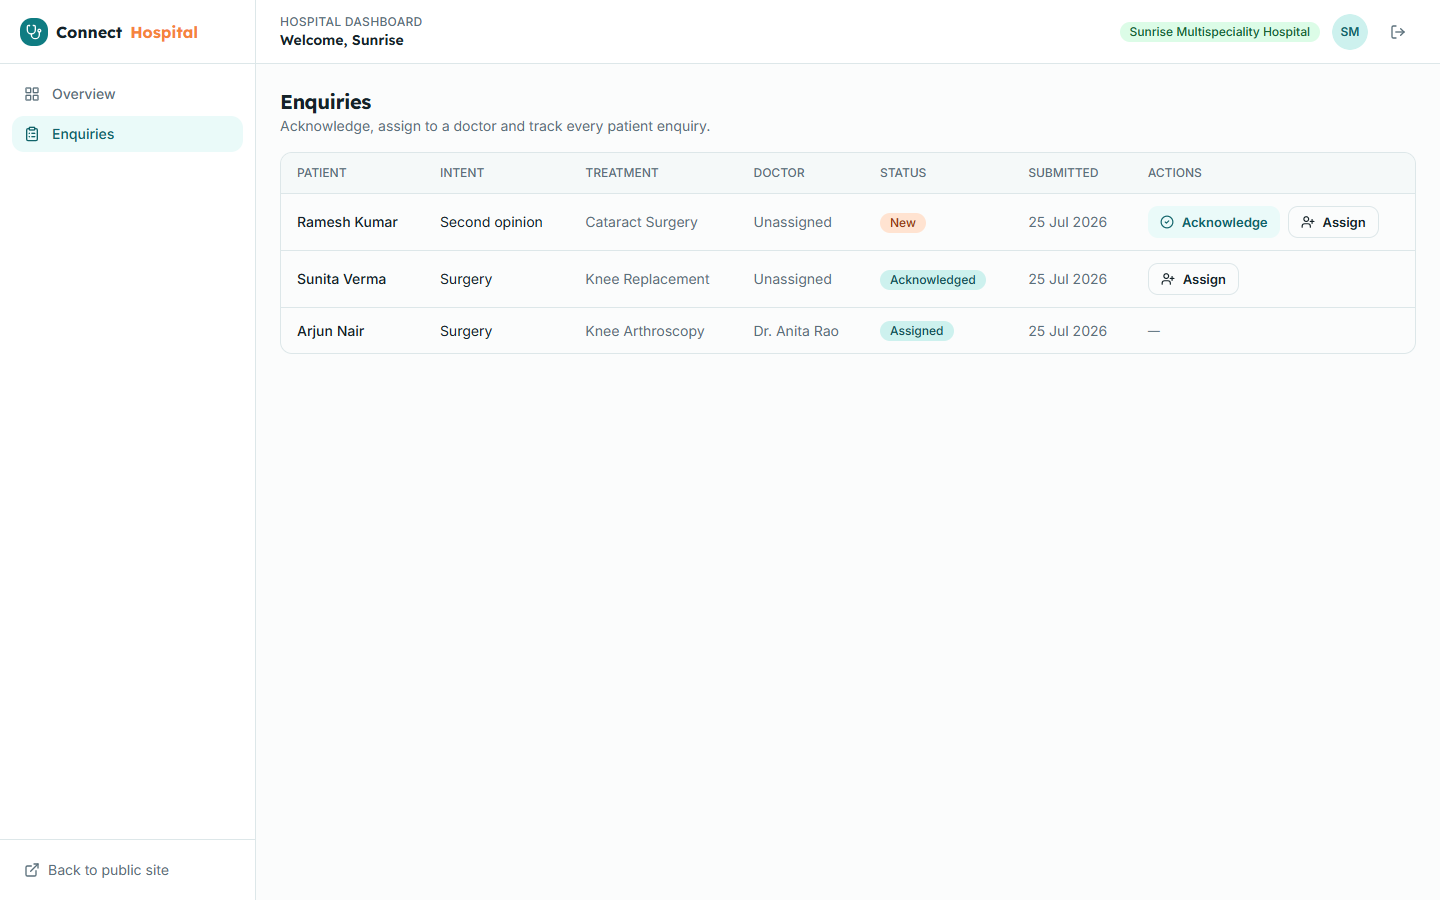 Connect Hospital
HOSPITAL DASHBOARD
Welcome, Sunrise
Sunrise Multispeciality Hospital
SM
Overview
Enquiries
Back to public site
Enquiries
Acknowledge, assign to a doctor and track every patient enquiry.
PATIENT INTENT TREATMENT DOCTOR STATUS SUBMITTED ACTIONS
Ramesh Kumar Second opinion Cataract Surgery Unassigned New 25 Jul 2026 Acknowledge Assign
Sunita Verma Surgery Knee Replacement Unassigned Acknowledged 25 Jul 2026 Assign
Arjun Nair Surgery Knee Arthroscopy Dr. Anita Rao Assigned 25 Jul 2026 —